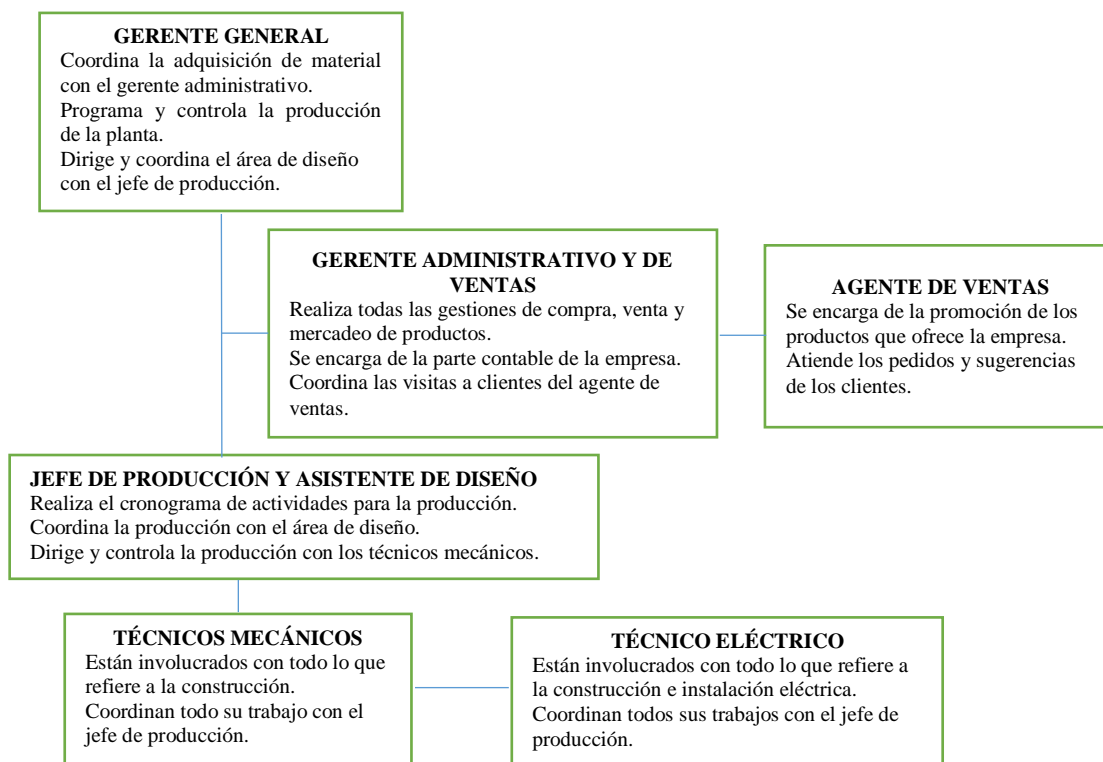 GERENTE GENERAL
Coordina la adquisición de material
con el gerente administrativo.
Programa y controla la producción
de la planta.
Dirige y coordina el área de diseño
con el jefe de producción.
GERENTE ADMINISTRATIVO Y DE
VENTAS
Realiza todas las gestiones de compra, venta y
mercadeo de productos.
Se encarga de la parte contable de la empresa.
Coordina las visitas a clientes del agente de
ventas.
AGENTE DE VENTAS
Se encarga de la promoción de los
productos que ofrece la empresa.
Atiende los pedidos y sugerencias
de los clientes.
JEFE DE PRODUCCIÓN Y ASISTENTE DE DISEÑO
Realiza el cronograma de actividades para la producción.
Coordina la producción con el área de diseño.
Dirige y controla la producción con los técnicos mecánicos.
TÉCNICOS MECÁNICOS
Están involucrados con todo lo que
refiere a la construcción.
Coordinan todo su trabajo con el
jefe de producción.
TÉCNICO ELÉCTRICO
Están involucrados con todo lo que refiere a
la construcción e instalación eléctrica.
Coordinan todos sus trabajos con el jefe de
producción.